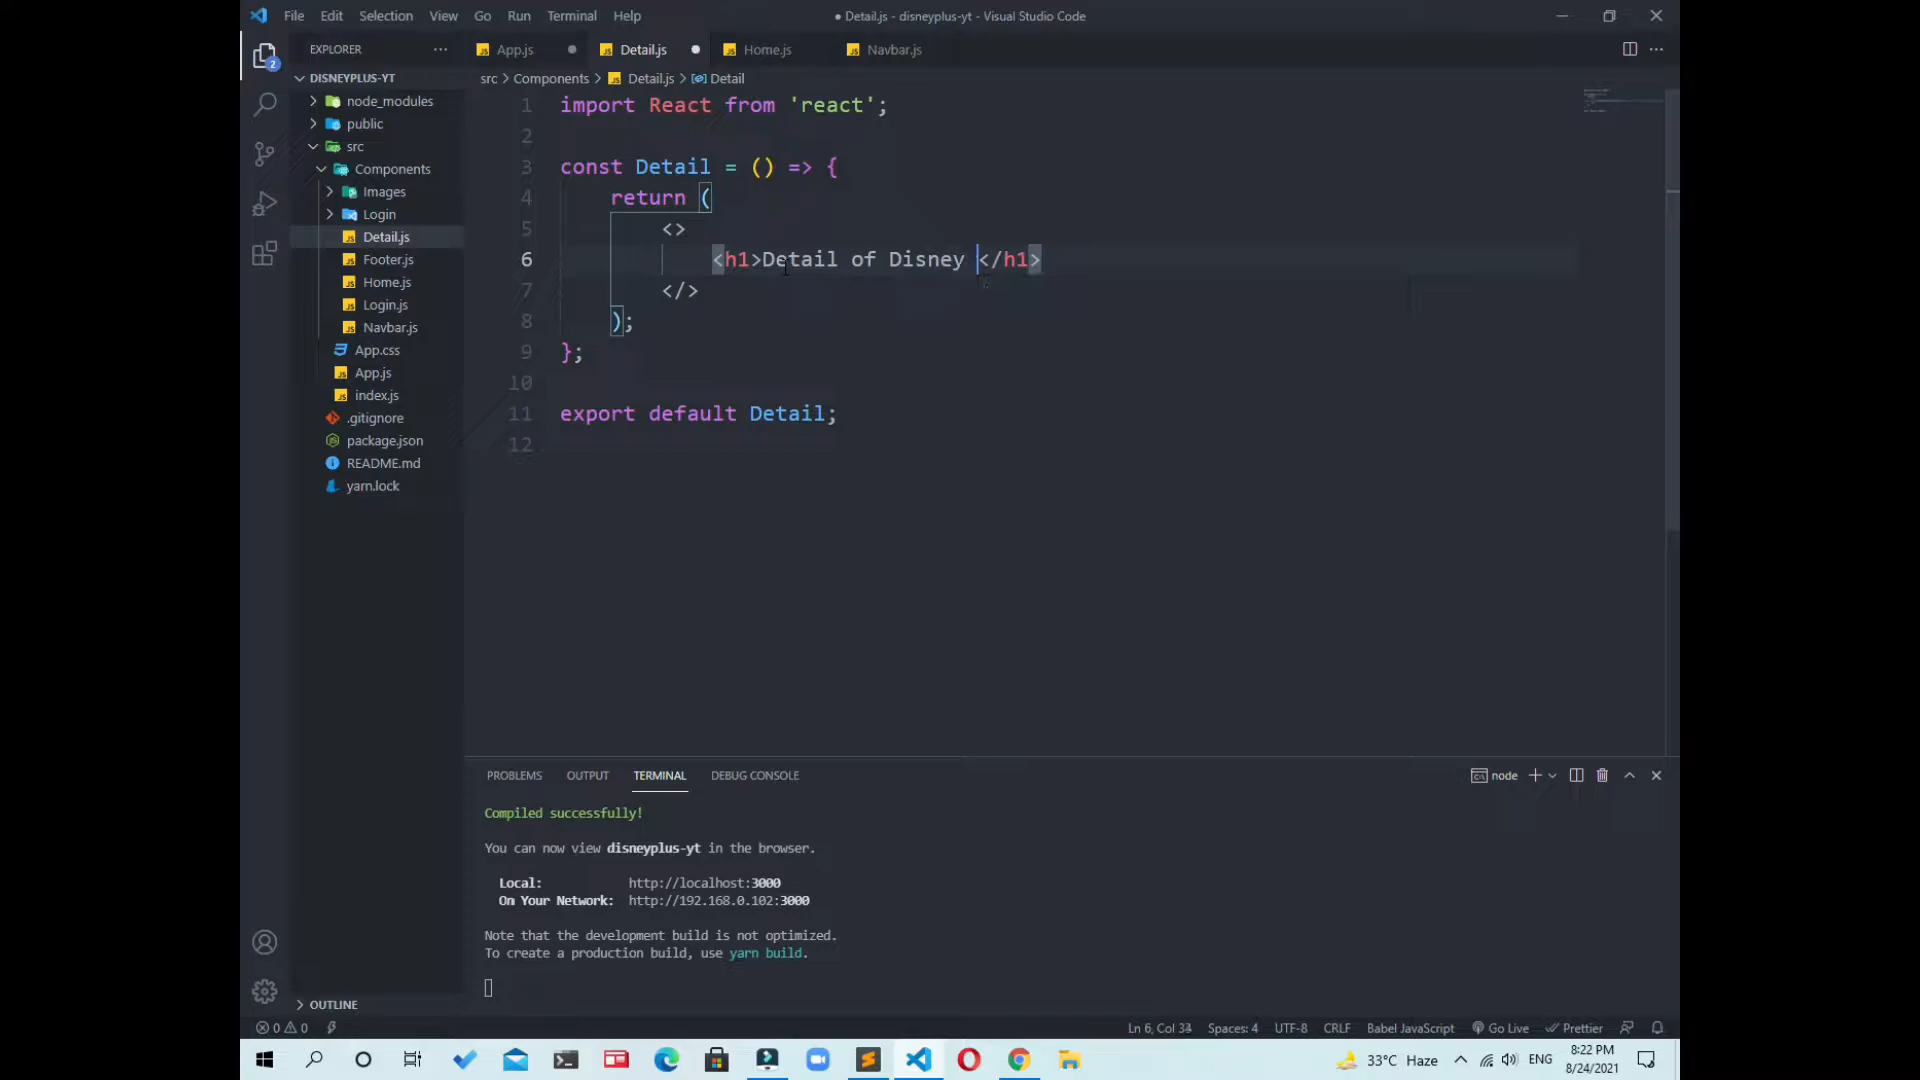 File Edit Selection View Go Run Terminal Help
● Detail.js - disneyplus-yt - Visual Studio Code
EXPLORER
App.js
Detail.js
Home.js
Navbar.js
2
DISNEYPLUS-YT
node_modules
public
src
Components
Images
Login
Detail.js
Footer.js
Home.js
Login.js
Navbar.js
App.css
App.js
index.js
.gitignore
package.json
README.md
yarn.lock
OUTLINE
src > Components > Detail.js > Detail
1 import React from 'react';
2
3 const Detail = () => {
4 return (
5 <>
6 <h1>Detail of Disney </h1>
7 </>
8 );
9 };
10
11 export default Detail;
12
PROBLEMS OUTPUT TERMINAL DEBUG CONSOLE
node
Compiled successfully!
You can now view disneyplus-yt in the browser.
Local: http://localhost:3000
On Your Network: http://192.168.0.102:3000
Note that the development build is not optimized.
To create a production build, use yarn build.
0 0
Ln 6, Col 34 Spaces: 4 UTF-8 CRLF Babel JavaScript Go Live Prettier
33°C Haze ENG
8:22 PM
8/24/2021